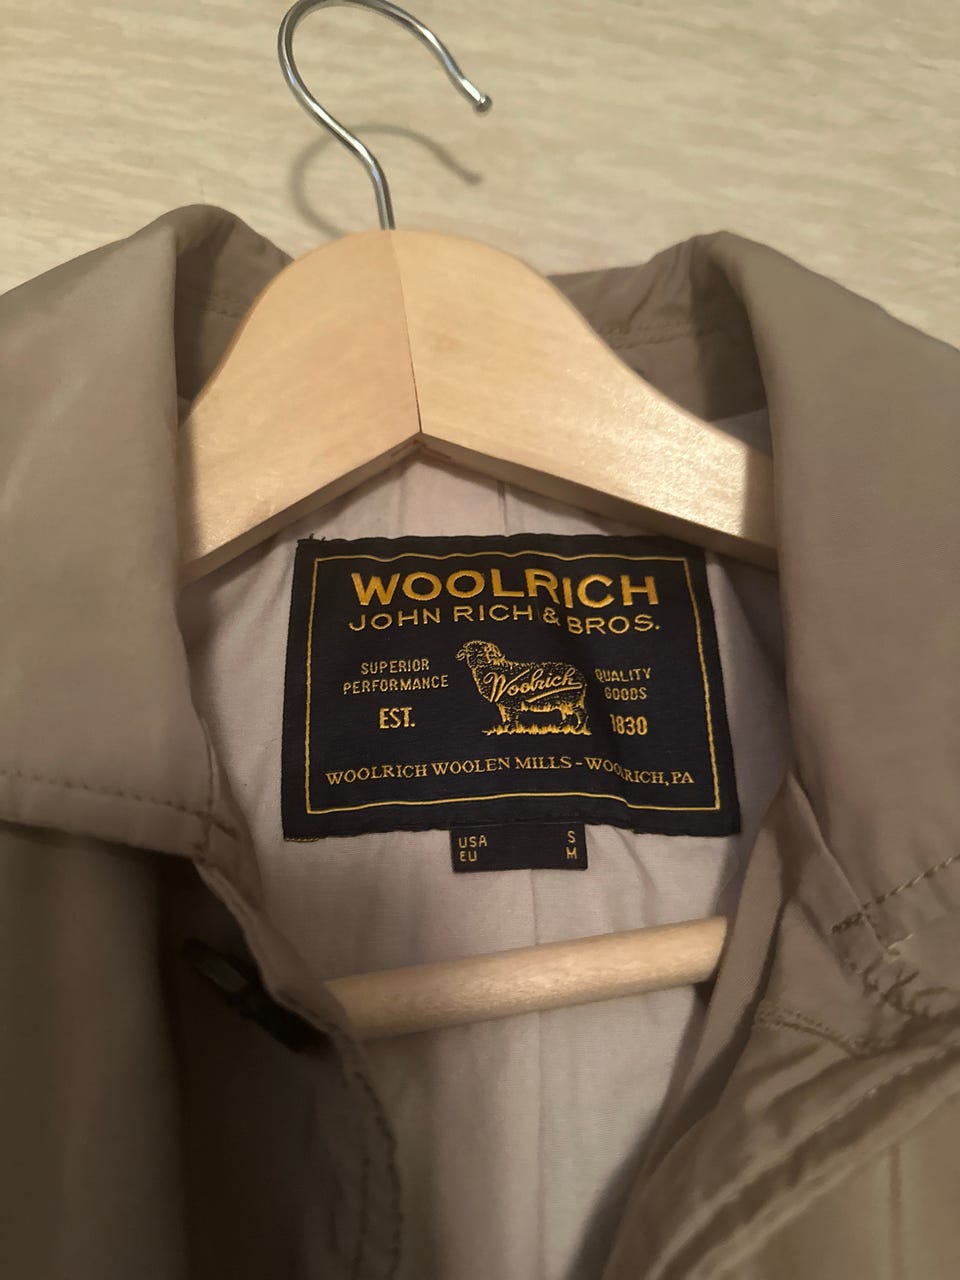 WOOLRICH
JOHN RICH & BROS.
SUPERIOR
PERFORMANCE
EST.
Woolrich
QUALITY
GOODS
1830
WOOLRICH WOOLEN MILLS - WOOLRICH, PA
USA S
EU M